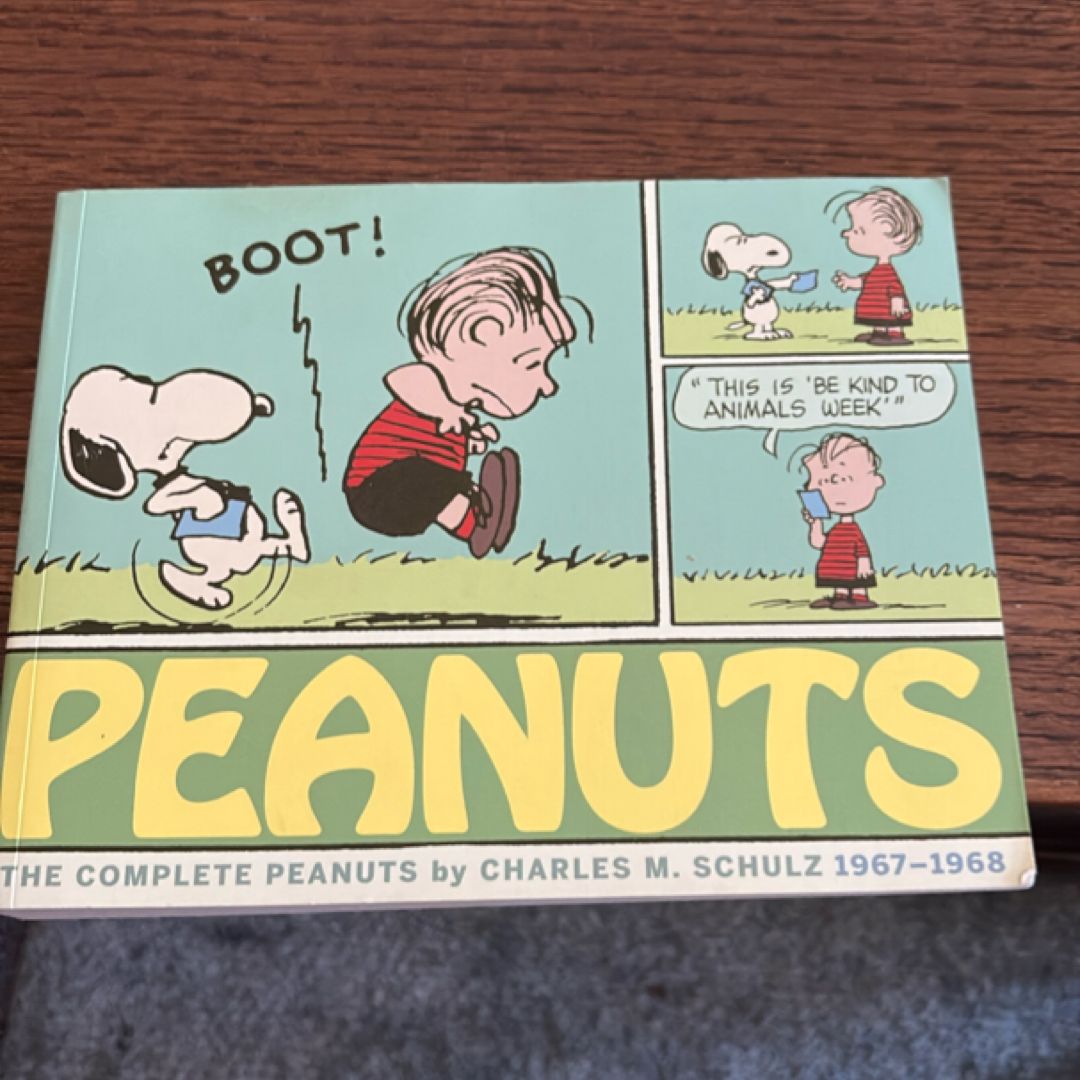 BOOT!
" THIS IS 'BE KIND TO
ANIMALS WEEK' "
PEANUTS
THE COMPLETE PEANUTS by CHARLES M. SCHULZ 1967–1968